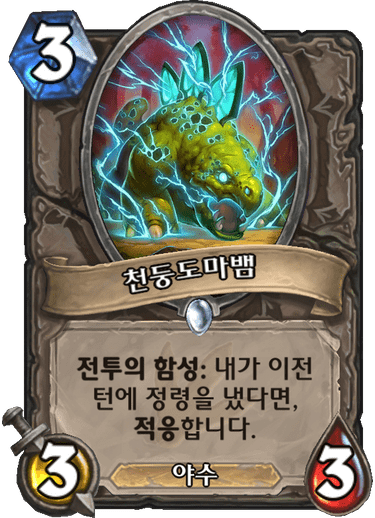 3
천둥도마뱀
전투의 함성: 내가 이전
턴에 정령을 냈다면,
적응합니다.
3
야수
3